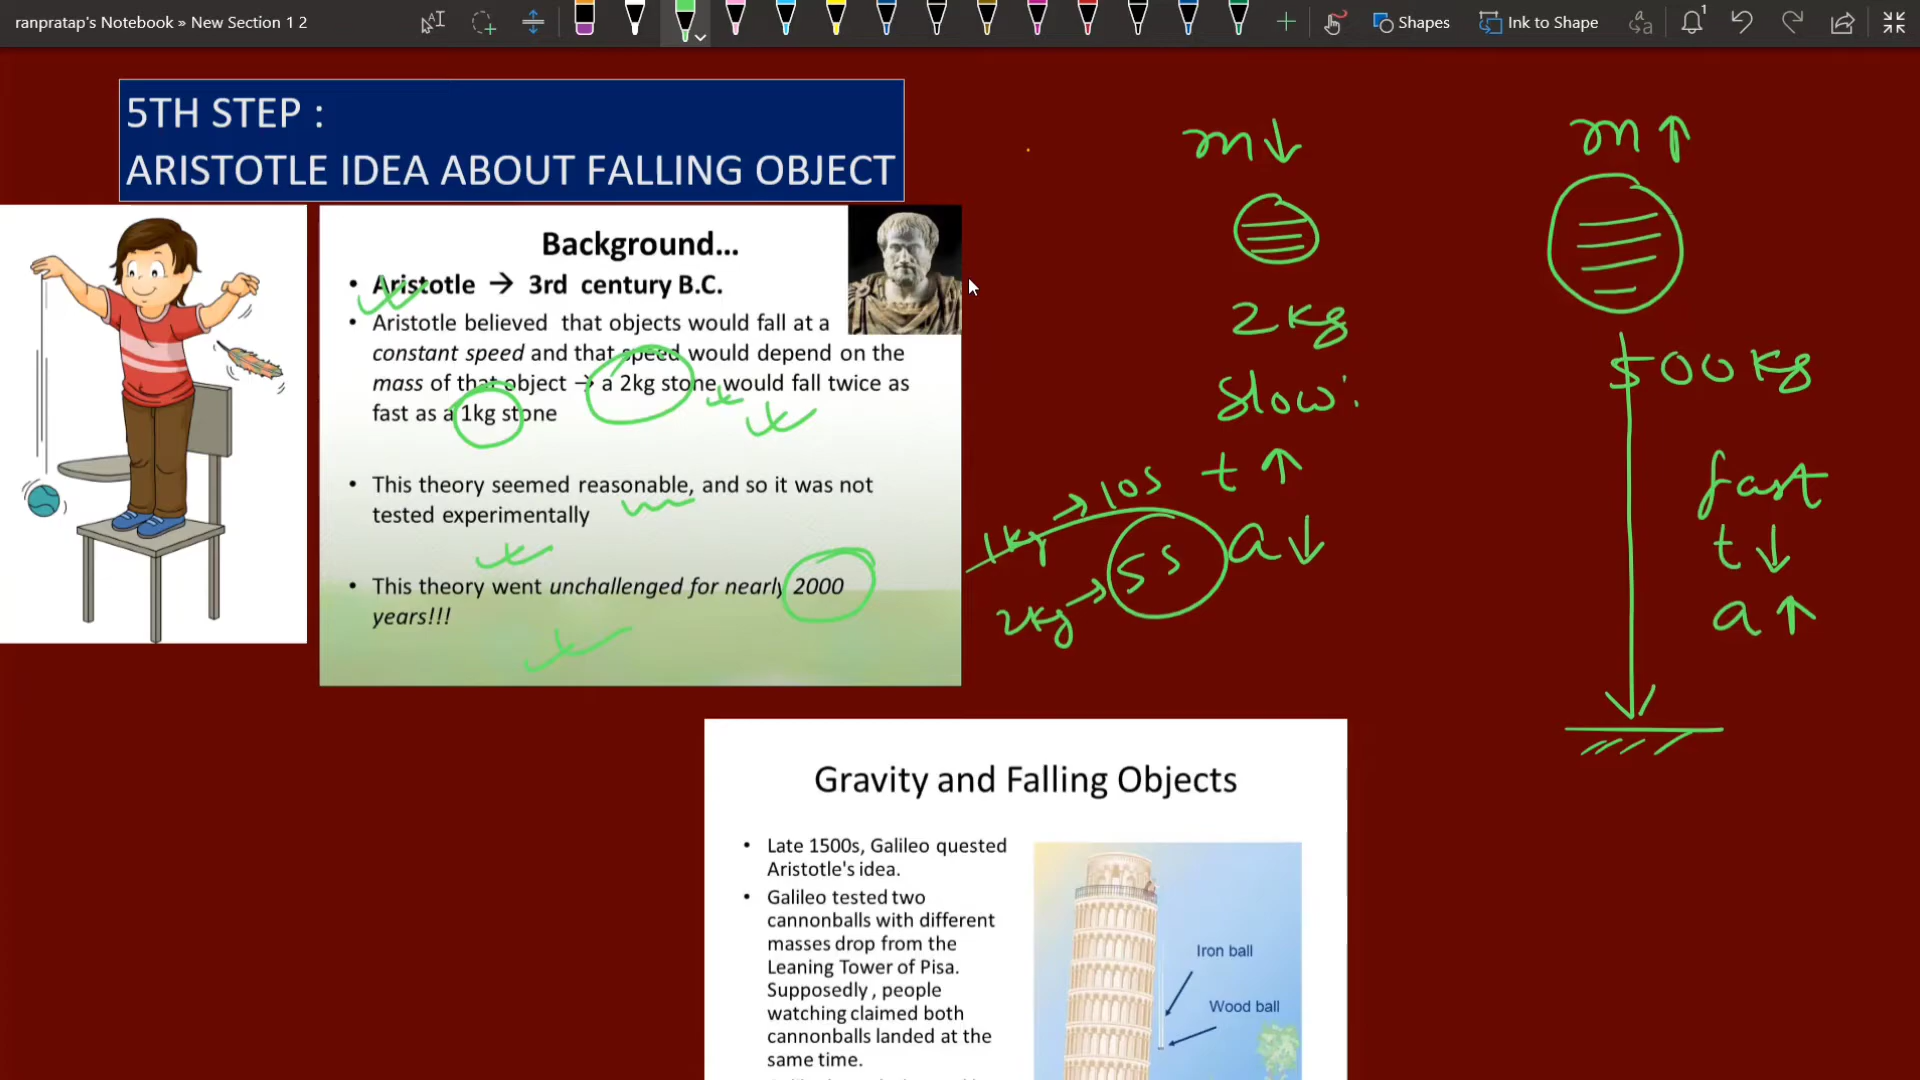 ranpratap's Notebook » New Section 1 2
Shapes
Ink to Shape
5TH STEP :
ARISTOTLE IDEA ABOUT FALLING OBJECT
Background...
• Aristotle → 3rd century B.C.
• Aristotle believed that objects would fall at a
constant speed and that speed would depend on the
mass of that object → a 2kg stone would fall twice as
fast as a 1kg stone
• This theory seemed reasonable, and so it was not
tested experimentally
• This theory went unchallenged for nearly 2000
years!!!
m↓
2kg
slow:
t ↑
a↓
1kg → 10s
2kg → 5s
m↑
500kg
fast
t↓
a↑
Gravity and Falling Objects
• Late 1500s, Galileo quested
Aristotle's idea.
• Galileo tested two
cannonballs with different
masses drop from the
Leaning Tower of Pisa.
Supposedly, people
watching claimed both
cannonballs landed at the
same time.
Iron ball
Wood ball